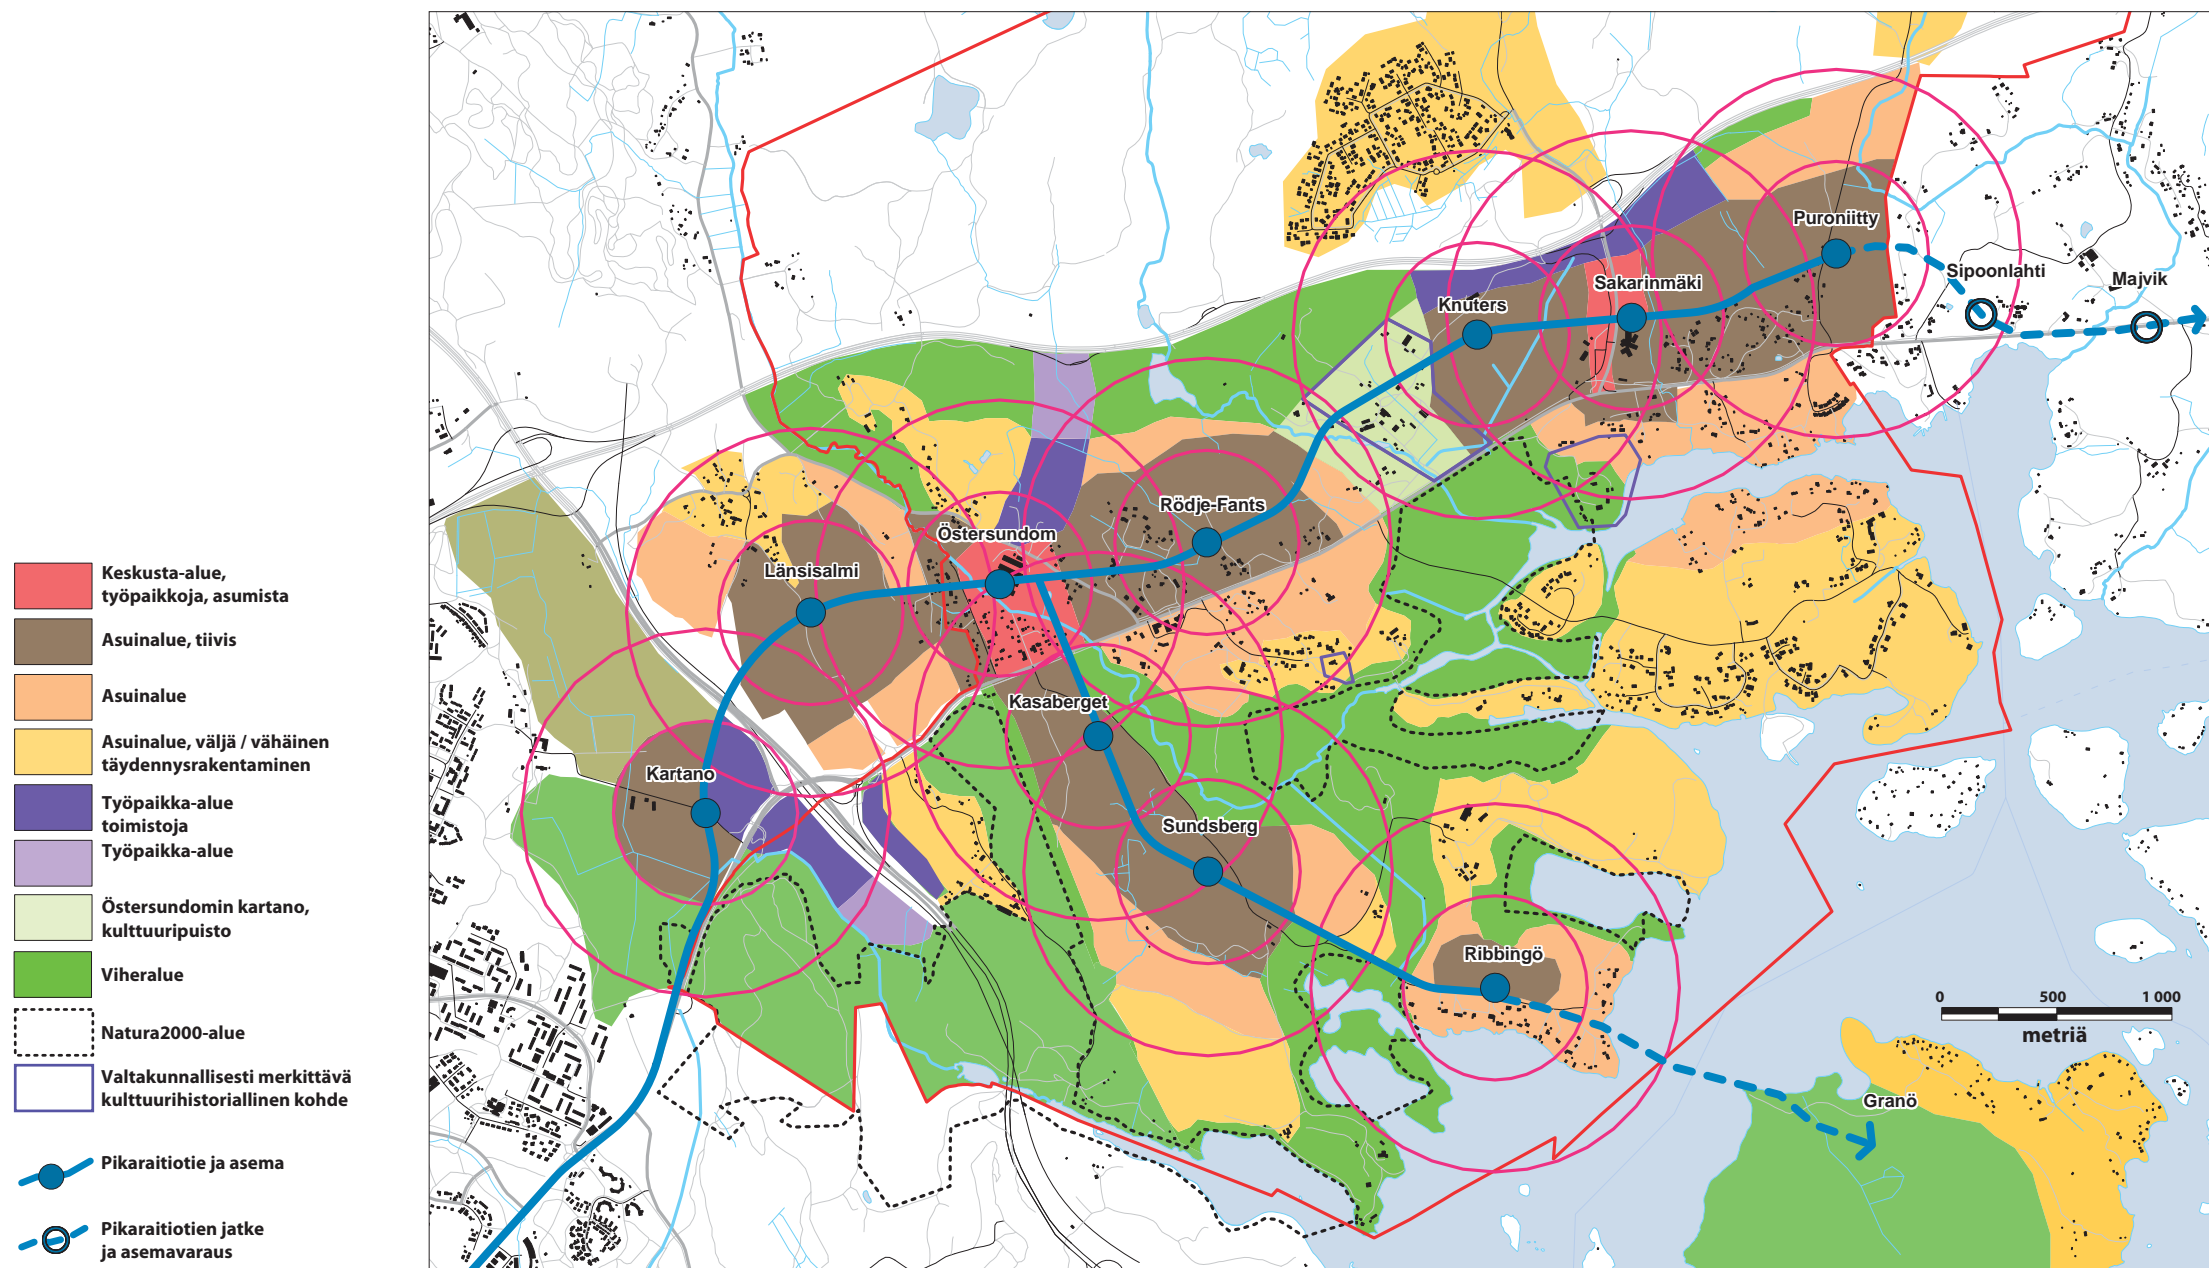 Keskusta-alue,
työpaikkoja, asumista
Asuinalue, tiivis
Asuinalue
Asuinalue, väljä / vähäinen
täydennysrakentaminen
Työpaikka-alue
toimistoja
Työpaikka-alue
Östersundomin kartano,
kulttuuripuisto
Viheralue
Natura2000-alue
Valtakunnallisesti merkittävä
kulttuurihistoriallinen kohde
Pikaraitiotie ja asema
Pikaraitiotien jatke
ja asemavaraus
Puroniitty
Sipoonlahti
Majvik
Sakarinmäki
Knuters
Rödje-Fants
Östersundom
Länsisalmi
Kasaberget
Kartano
Sundsberg
Ribbingö
Granö
0 500 1 000
metriä